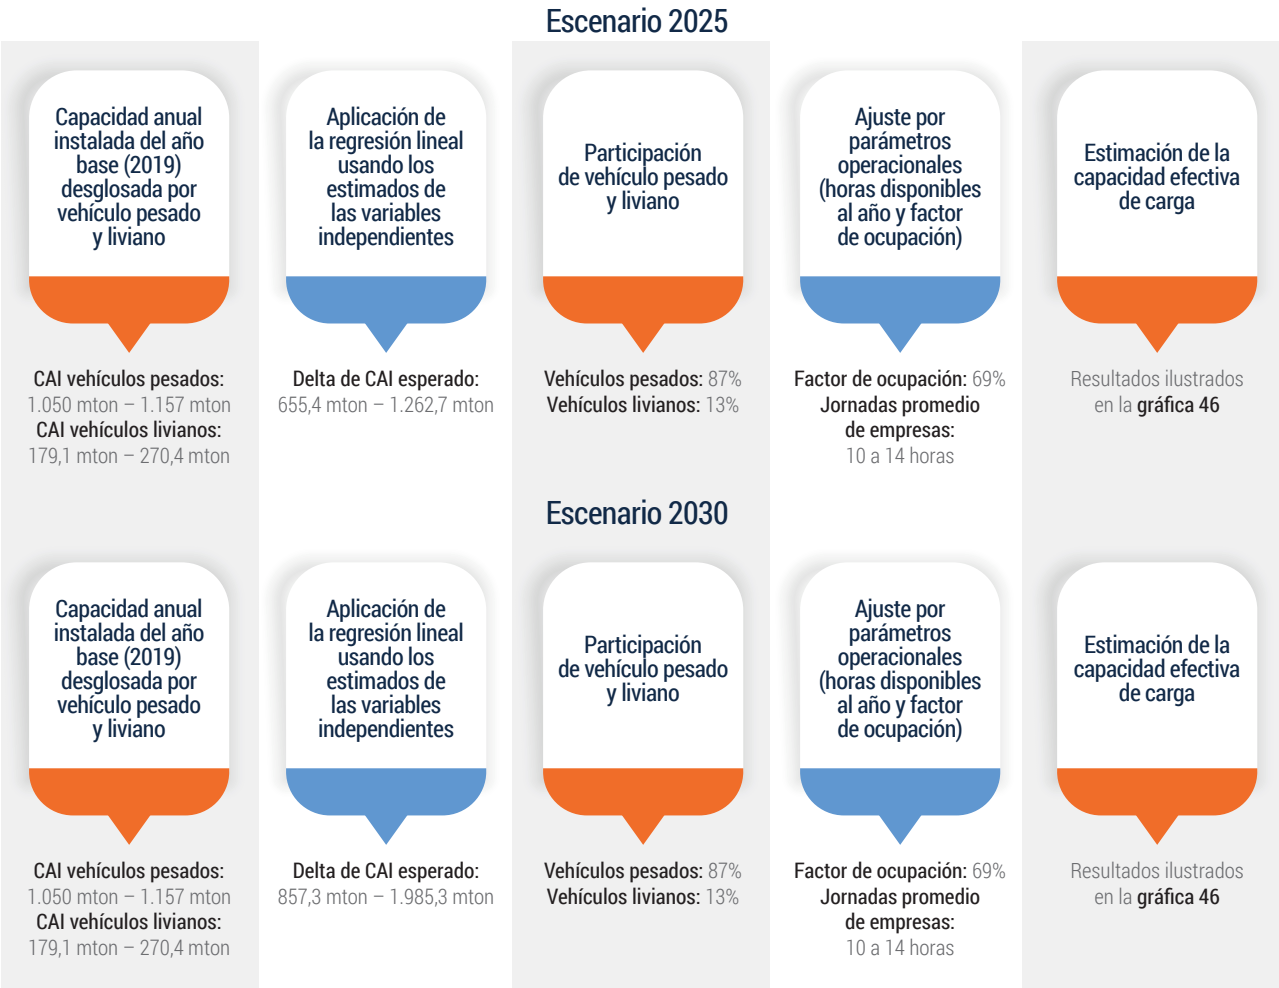 Escenario 2025
Capacidad anual
instalada del año
base (2019)
desglosada por
vehículo pesado
y liviano
CAI vehículos pesados:
1.050 mton – 1.157 mton
CAI vehículos livianos:
179,1 mton – 270,4 mton
Aplicación de
la regresión lineal
usando los
estimados de
las variables
independientes
Delta de CAI esperado:
655,4 mton – 1.262,7 mton
Participación
de vehículo pesado
y liviano
Vehículos pesados: 87%
Vehículos livianos: 13%
Ajuste por
parámetros
operacionales
(horas disponibles
al año y factor
de ocupación)
Factor de ocupación: 69%
Jornadas promedio
de empresas:
10 a 14 horas
Estimación de la
capacidad efectiva
de carga
Resultados ilustrados
en la gráfica 46
Escenario 2030
Capacidad anual
instalada del año
base (2019)
desglosada por
vehículo pesado
y liviano
CAI vehículos pesados:
1.050 mton – 1.157 mton
CAI vehículos livianos:
179,1 mton – 270,4 mton
Aplicación de
la regresión lineal
usando los
estimados de
las variables
independientes
Delta de CAI esperado:
857,3 mton – 1.985,3 mton
Participación
de vehículo pesado
y liviano
Vehículos pesados: 87%
Vehículos livianos: 13%
Ajuste por
parámetros
operacionales
(horas disponibles
al año y factor
de ocupación)
Factor de ocupación: 69%
Jornadas promedio
de empresas:
10 a 14 horas
Estimación de la
capacidad efectiva
de carga
Resultados ilustrados
en la gráfica 46